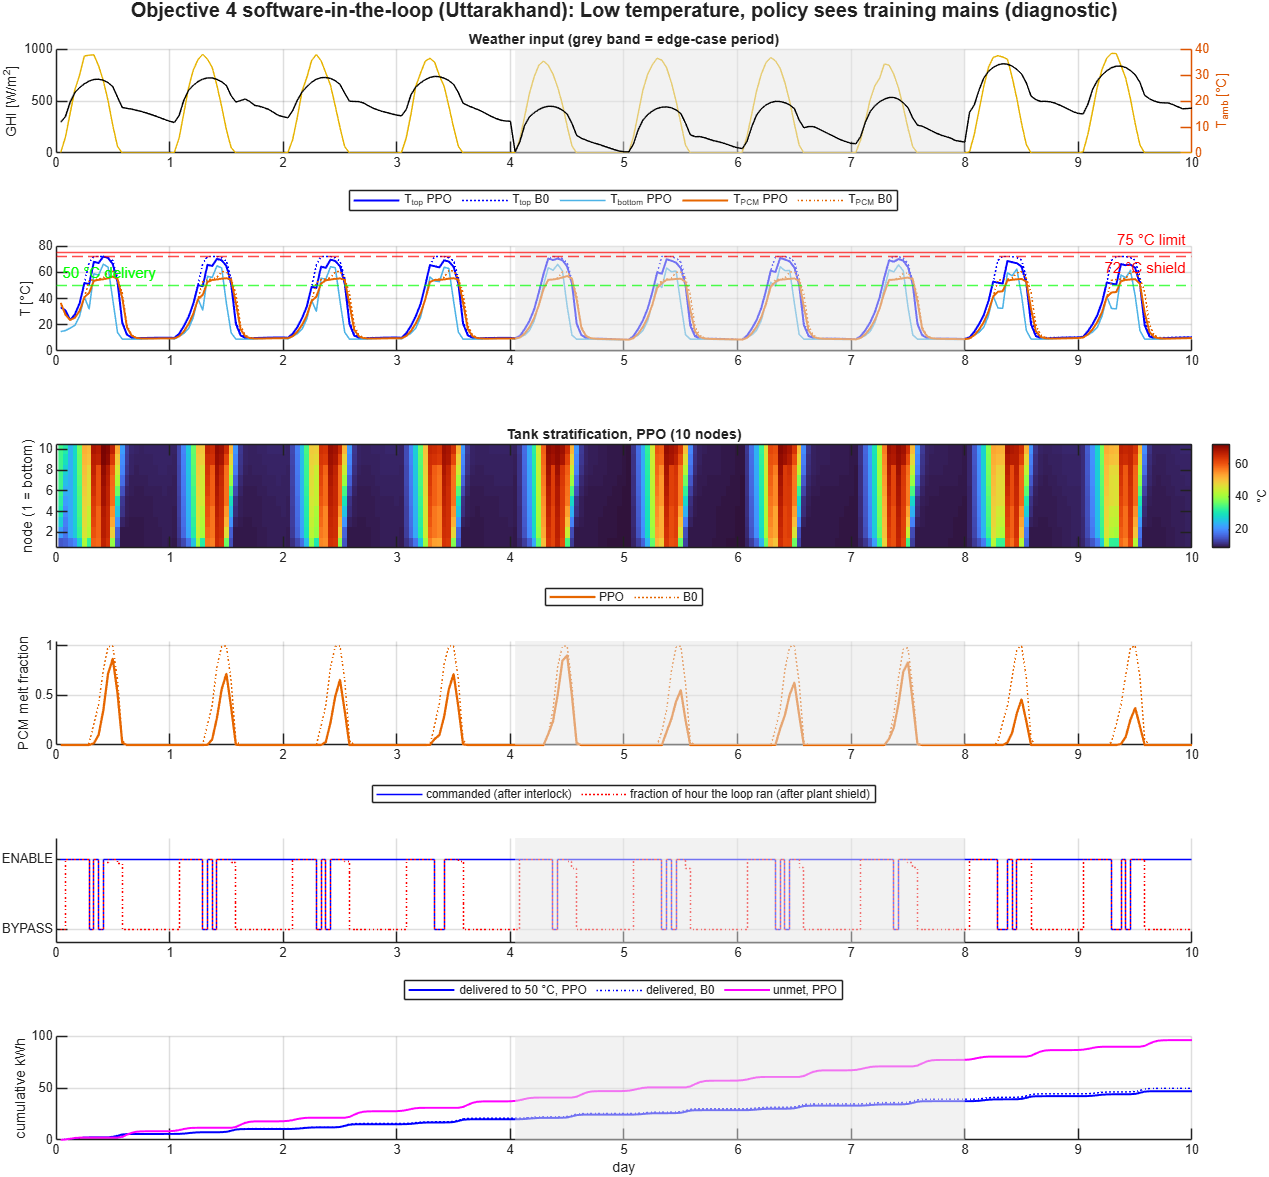 Objective 4 software-in-the-loop (Uttarakhand): Low temperature, policy sees training mains (diagnostic)
Weather input (grey band = edge-case period)
GHI [W/m²]
1000
500
0
40
30
20
10
0
T_amb [°C]
0 1 2 3 4 5 6 7 8 9 10
T_top PPO T_top B0 T_bottom PPO T_PCM PPO T_PCM B0
T [°C]
80
60
40
20
0
75 °C limit
72 °C shield
50 °C delivery
0 1 2 3 4 5 6 7 8 9 10
Tank stratification, PPO (10 nodes)
node (1 = bottom)
10
8
6
4
2
60
40
20
°C
0 1 2 3 4 5 6 7 8 9 10
PPO B0
PCM melt fraction
1
0.5
0
0 1 2 3 4 5 6 7 8 9 10
commanded (after interlock) fraction of hour the loop ran (after plant shield)
ENABLE
BYPASS
0 1 2 3 4 5 6 7 8 9 10
delivered to 50 °C, PPO delivered, B0 unmet, PPO
cumulative kWh
100
50
0
0 1 2 3 4 5 6 7 8 9 10
day